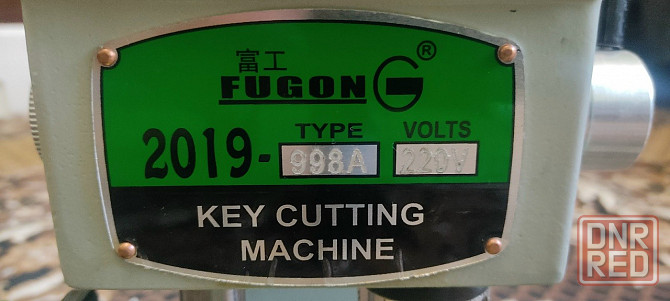 富工
FUGONG®
TYPE VOLTS
2019- 998A 220V
KEY CUTTING
MACHINE
DNR
RED